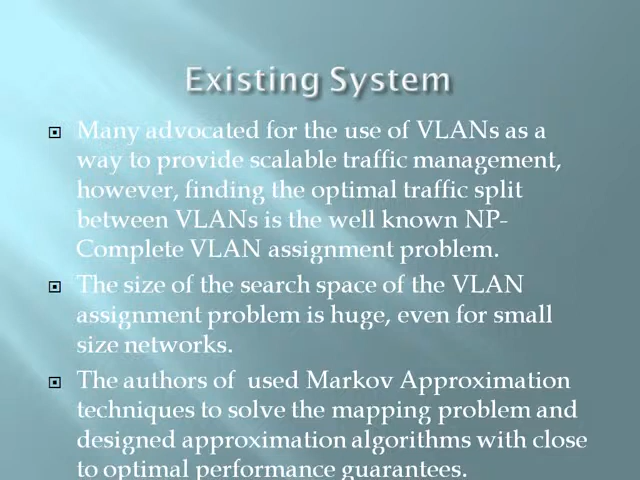 Existing System
Many advocated for the use of VLANs as a
way to provide scalable traffic management,
however, finding the optimal traffic split
between VLANs is the well known NP-
Complete VLAN assignment problem.
The size of the search space of the VLAN
assignment problem is huge, even for small
size networks.
The authors of used Markov Approximation
techniques to solve the mapping problem and
designed approximation algorithms with close
to optimal performance guarantees.